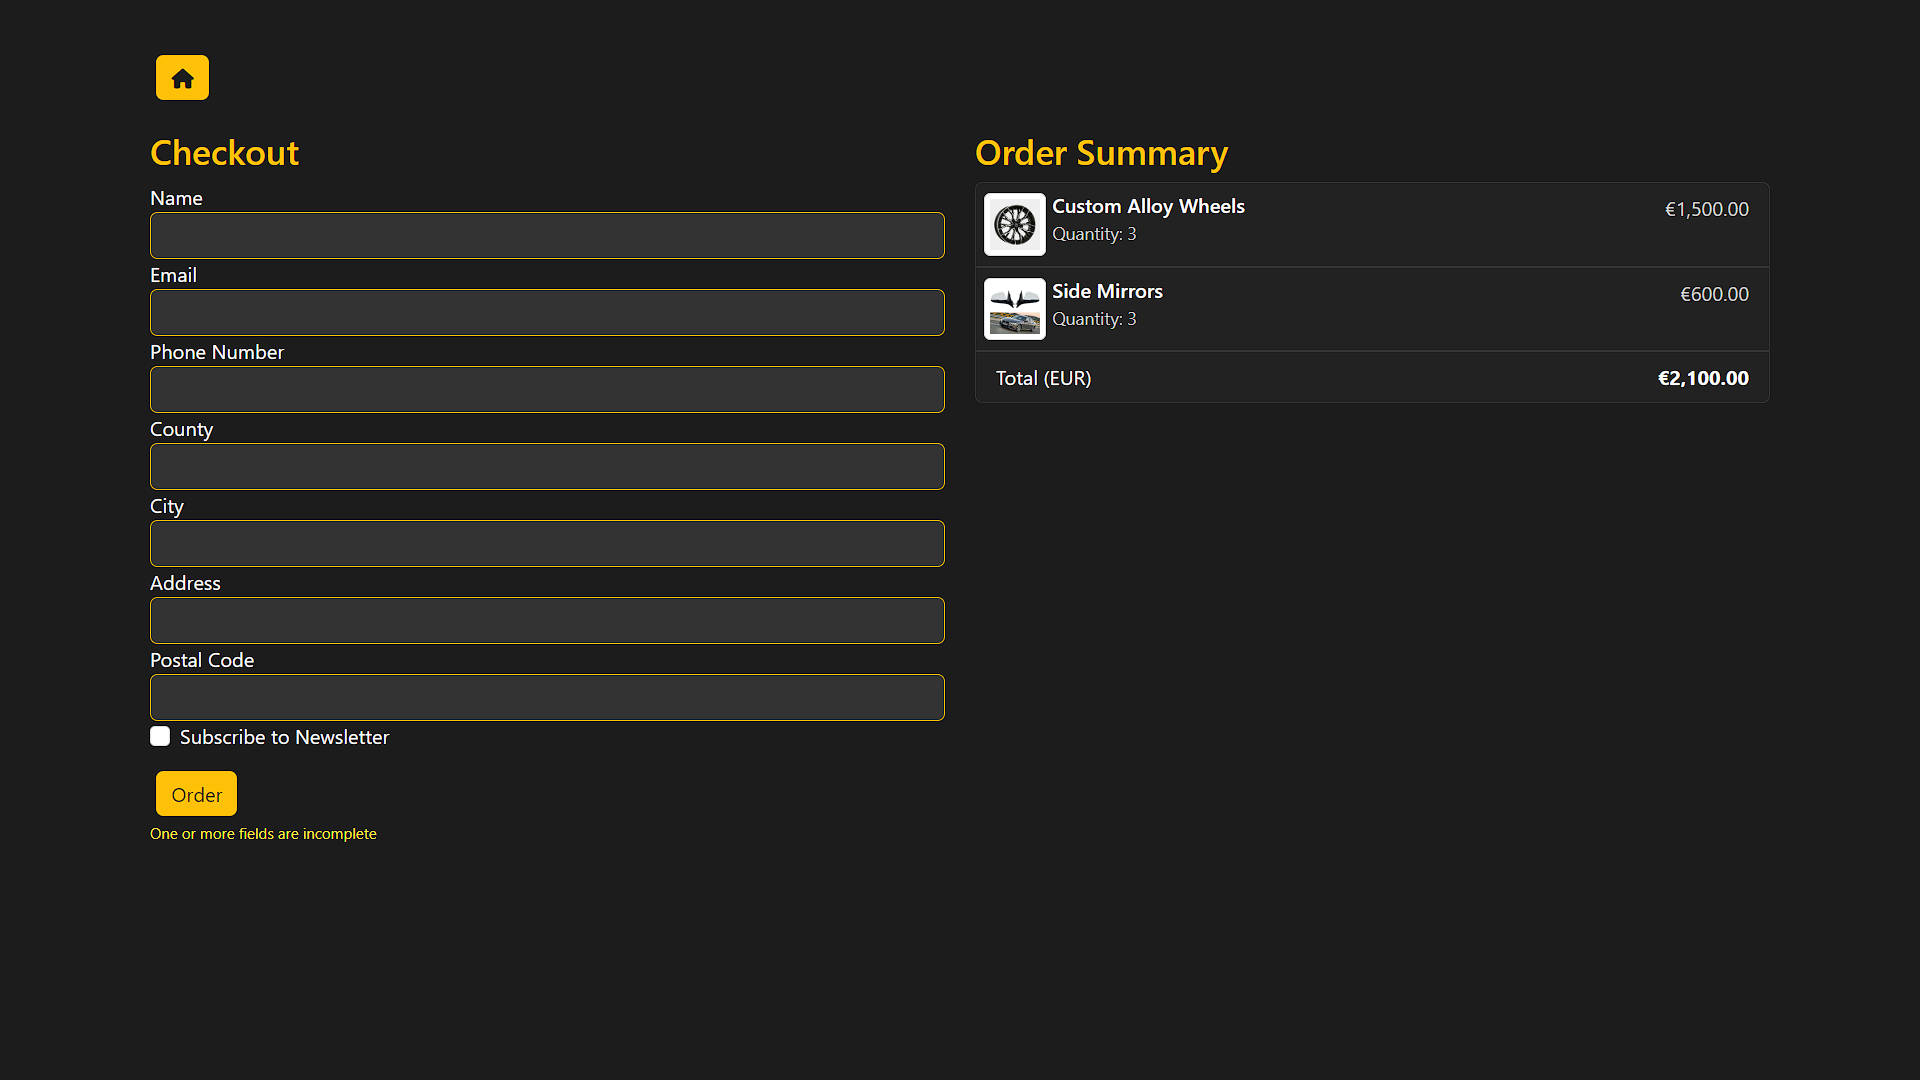 Checkout
Name
Email
Phone Number
County
City
Address
Postal Code
Subscribe to Newsletter
Order
One or more fields are incomplete
Order Summary
Custom Alloy Wheels €1,500.00
Quantity: 3
Side Mirrors €600.00
Quantity: 3
Total (EUR) €2,100.00